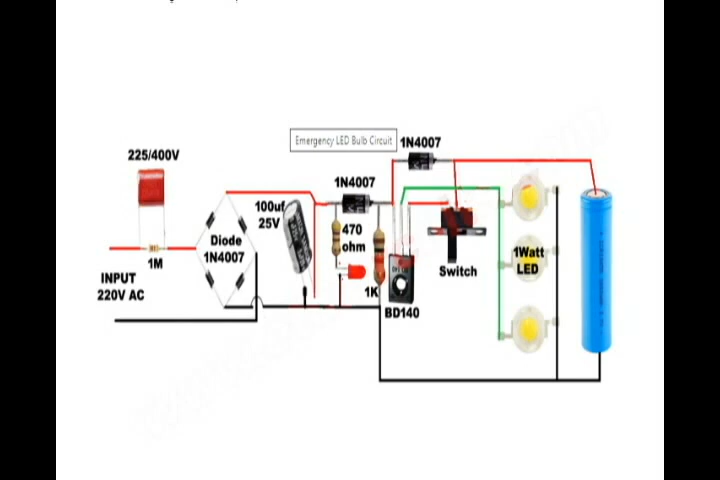 Emergency LED Bulb Circuit
1N4007
225/400V
1N4007
100uf
25V
470
ohm
Diode
1N4007
1M
INPUT
220V AC
1K
BD140
Switch
1Watt
LED